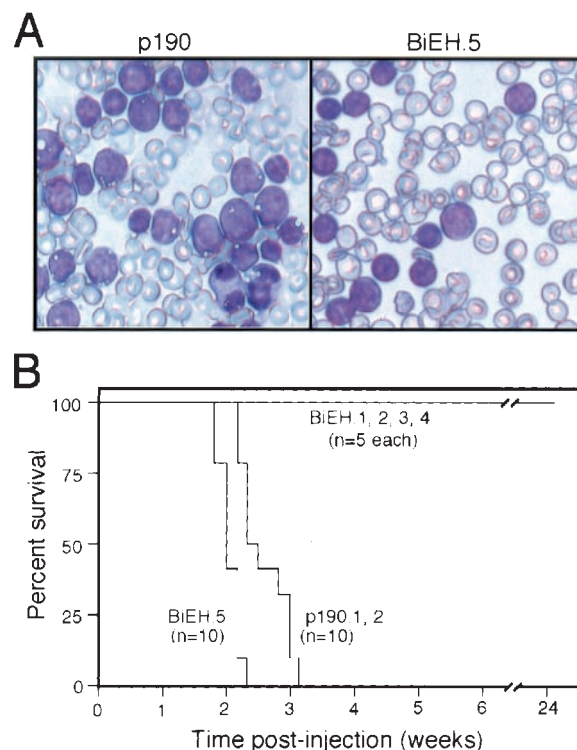 A
p190
BiEH.5
B
BiEH.1, 2, 3, 4
(n=5 each)
BiEH.5
(n=10)
p190.1, 2
(n=10)
Percent survival
100
75
50
25
0
0 1 2 3 4 5 6 24
Time post-injection (weeks)